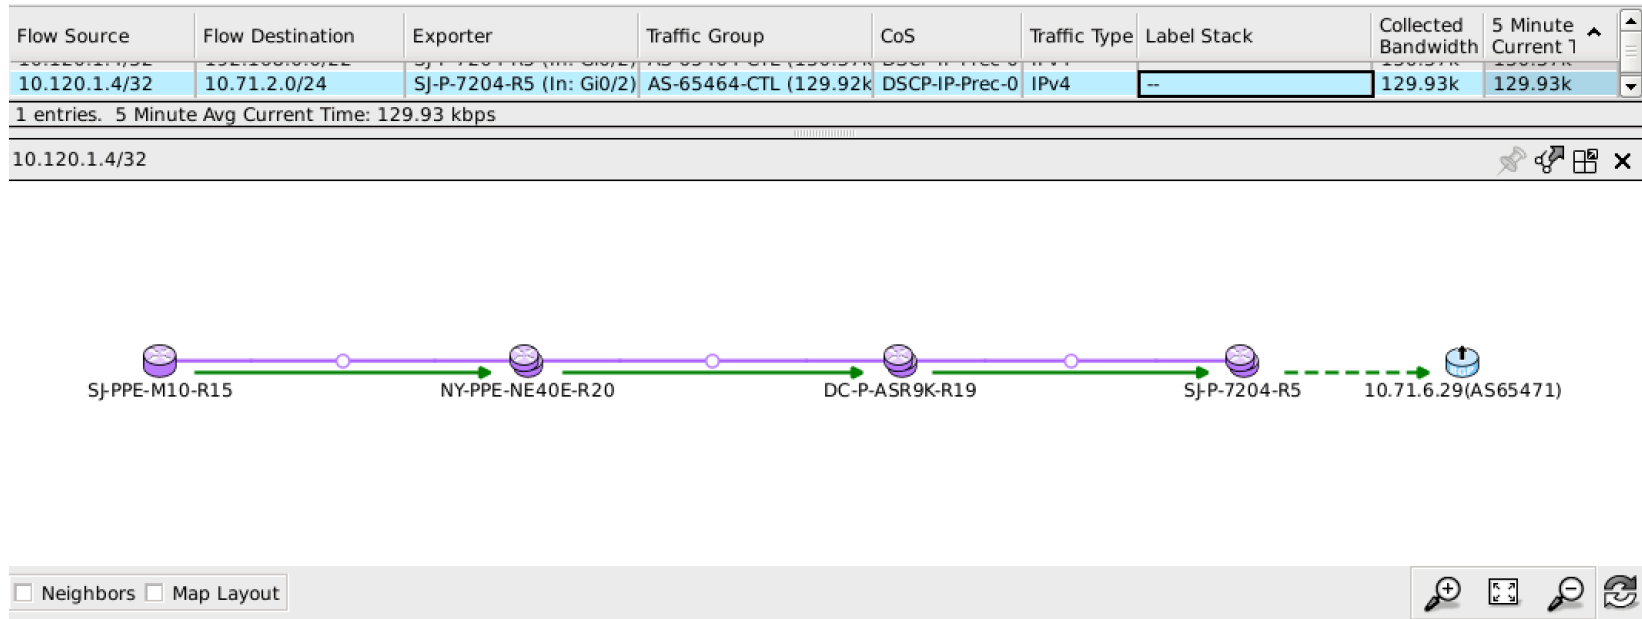 Flow Source Flow Destination Exporter Traffic Group CoS Traffic Type Label Stack Collected Bandwidth 5 Minute Current T
10.120.1.4/32 10.71.2.0/24 SJ-P-7204-R5 (In: Gi0/2) AS-65464-CTL (129.92k DSCP-IP-Prec-0 IPv4 -- 129.93k 129.93k
1 entries. 5 Minute Avg Current Time: 129.93 kbps
10.120.1.4/32
SJ-PPE-M10-R15 NY-PPE-NE40E-R20 DC-P-ASR9K-R19 SJ-P-7204-R5 10.71.6.29(AS65471)
Neighbors Map Layout